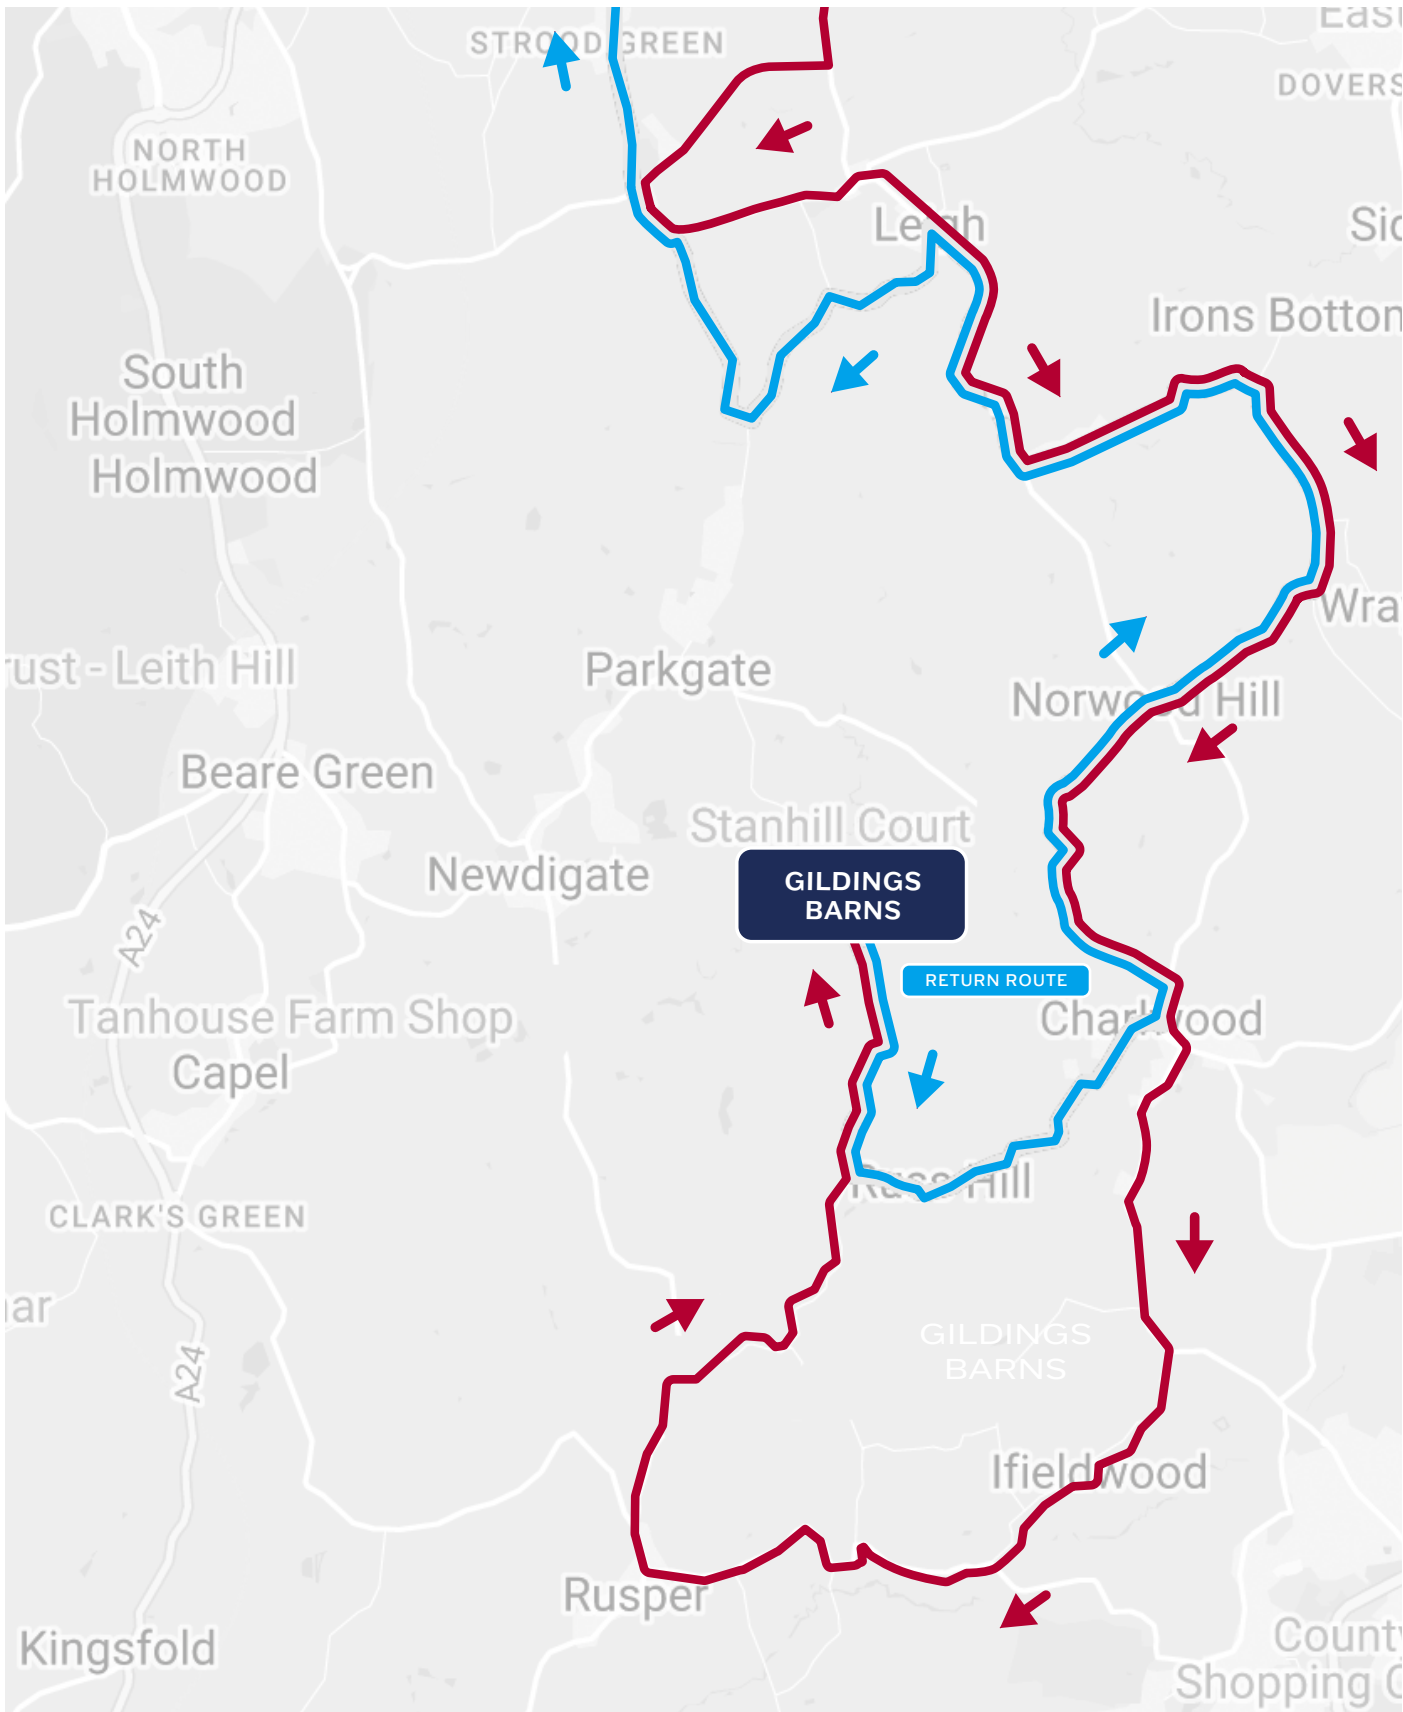 STROOD GREEN
DOVERS
NORTH
HOLMWOOD
Leigh
Irons Bottom
South
Holmwood
Holmwood
rust - Leith Hill
Parkgate
Norwood Hill
Beare Green
Stanhill Court
Newdigate
GILDINGS
BARNS
A24
RETURN ROUTE
Tanhouse Farm Shop
Charlwood
Capel
Russ Hill
CLARK'S GREEN
ar
GILDINGS
BARNS
A24
Ifieldwood
Rusper
Kingsfold
County
Shopping C
East
Sid
Wra